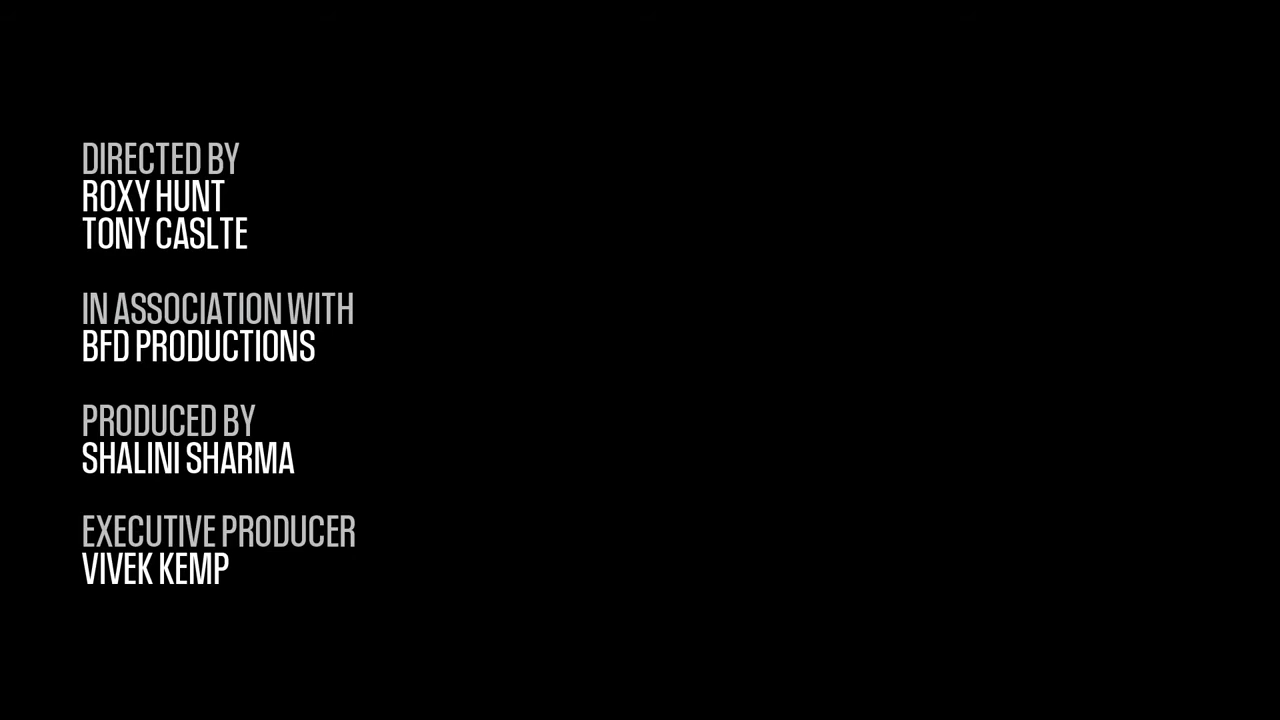 DIRECTED BY
ROXY HUNT
TONY CASLTE
IN ASSOCIATION WITH
BFD PRODUCTIONS
PRODUCED BY
SHALINI SHARMA
EXECUTIVE PRODUCER
VIVEK KEMP